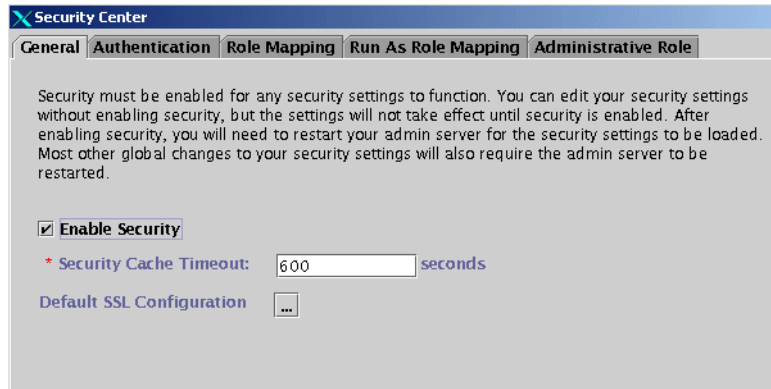 Security Center
General Authentication Role Mapping Run As Role Mapping Administrative Role
Security must be enabled for any security settings to function. You can edit your security settings
without enabling security, but the settings will not take effect until security is enabled. After
enabling security, you will need to restart your admin server for the security settings to be loaded.
Most other global changes to your security settings will also require the admin server to be
restarted.
Enable Security
* Security Cache Timeout: 600 seconds
Default SSL Configuration ...